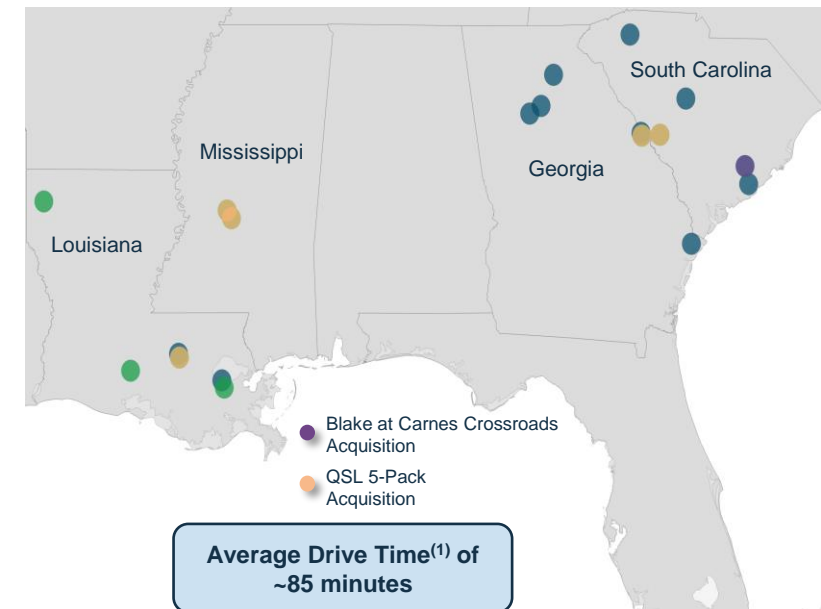 South Carolina
Mississippi
Georgia
Louisiana
Blake at Carnes Crossroads
Acquisition
QSL 5-Pack
Acquisition
Average Drive Time(1) of
~85 minutes